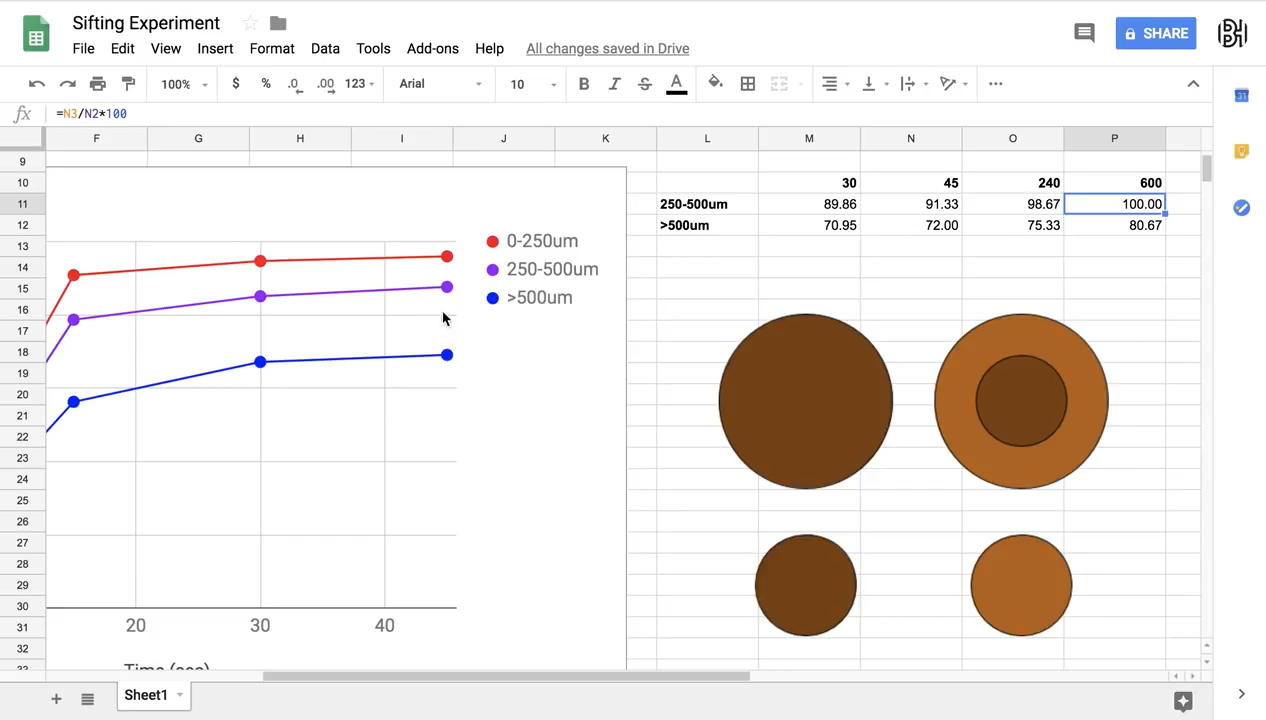 Sifting Experiment
File Edit View Insert Format Data Tools Add-ons Help All changes saved in Drive
SHARE
100% $ % .0 .00 123 Arial 10 B I S A
fx =N3/N2*100
F G H I J K L M N O P
9
10 30 45 240 600
11 250-500um 89.86 91.33 98.67 100.00
12 >500um 70.95 72.00 75.33 80.67
13 0-250um
14 250-500um
15 >500um
16
17
18
19
20
21
22
23
24
25
26
27
28
29
30
31 20 30 40
32
Time (sec)
Sheet1
31